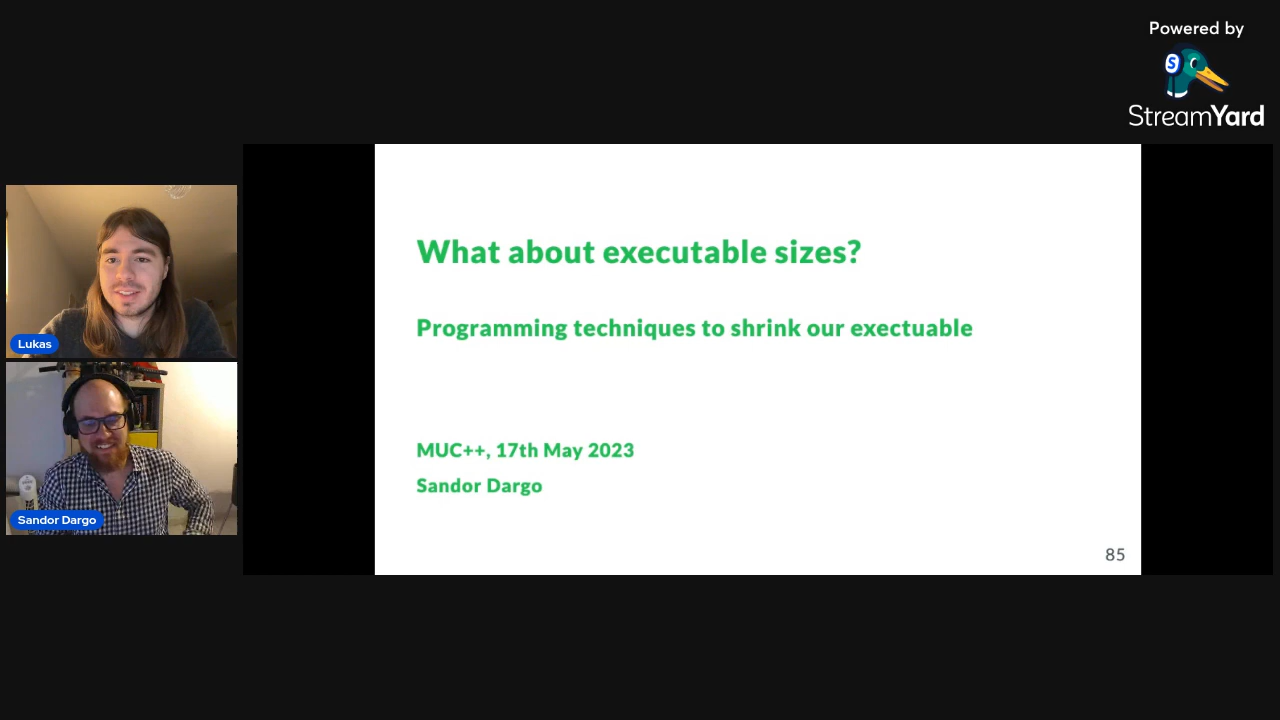 Powered by
S
StreamYard
Lukas
Sandor Dargo
What about executable sizes?
Programming techniques to shrink our exectuable
MUC++, 17th May 2023
Sandor Dargo
85